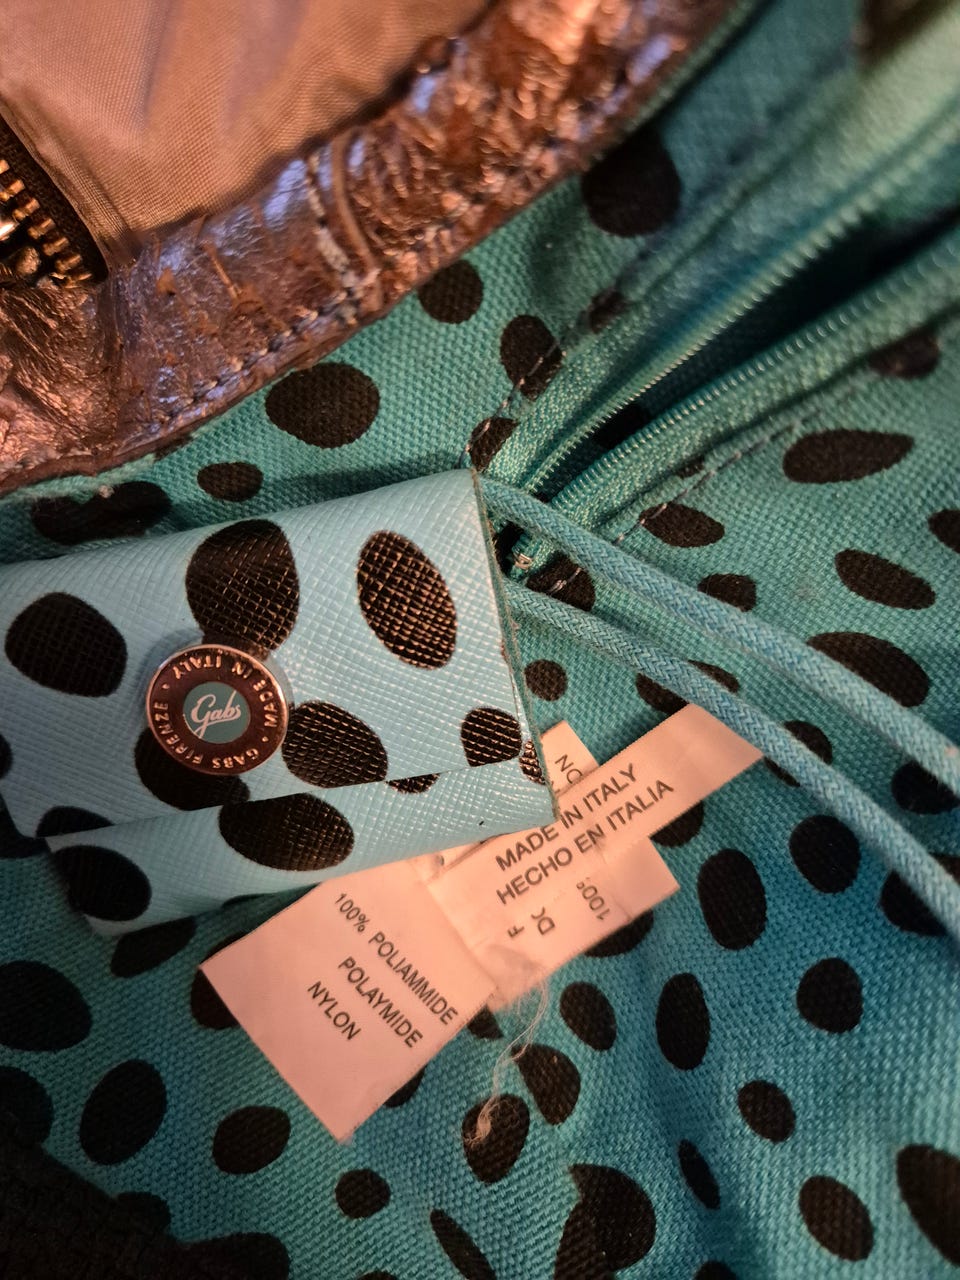 Gabs
GABS FIRENZE • MADE IN ITALY •
MADE IN ITALY
HECHO EN ITALIA
100% POLIAMMIDE
POLAYMIDE
NYLON